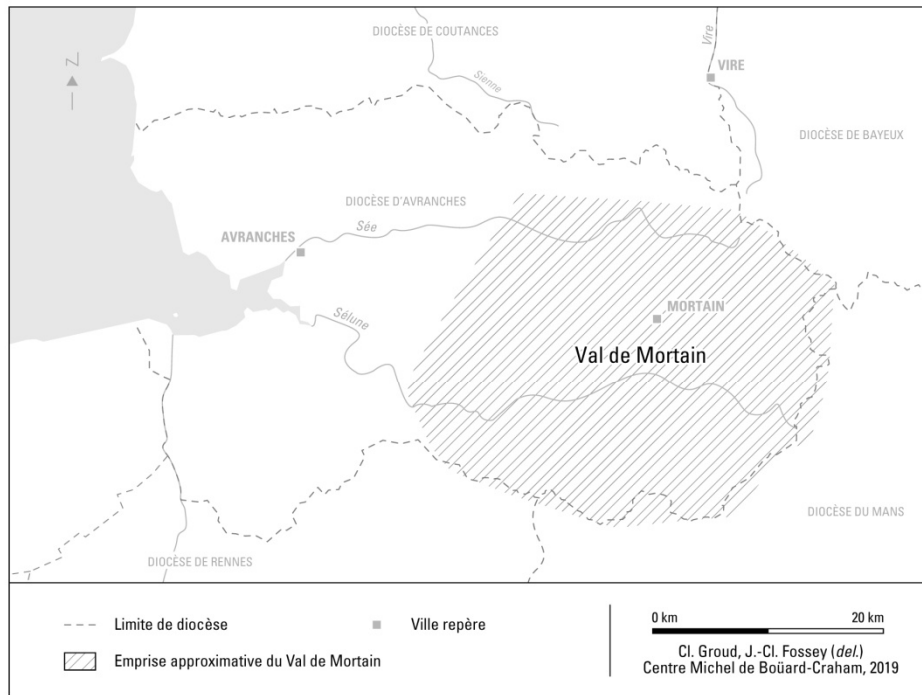 DIOCÈSE DE COUTANCES
Vire
N
VIRE
Sienne
DIOCÈSE DE BAYEUX
DIOCÈSE D'AVRANCHES
AVRANCHES
Sée
MORTAIN
Sélune
Val de Mortain
DIOCÈSE DU MANS
DIOCÈSE DE RENNES
Limite de diocèse
Ville repère
0 km 20 km
Emprise approximative du Val de Mortain
Cl. Groud, J.-Cl. Fossey (del.)
Centre Michel de Boüard-Craham, 2019